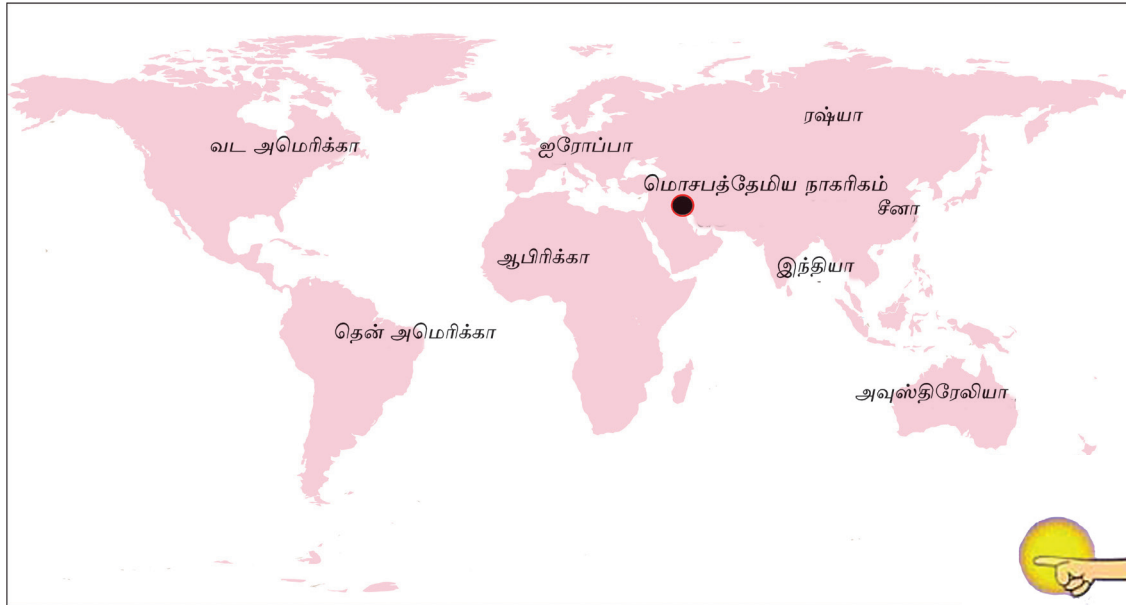 ரஷ்யா
வட அமெரிக்கா
ஐரோப்பா
மொசபத்தேமிய நாகரிகம்
சீனா
ஆபிரிக்கா
இந்தியா
தென் அமெரிக்கா
அவுஸ்திரேலியா